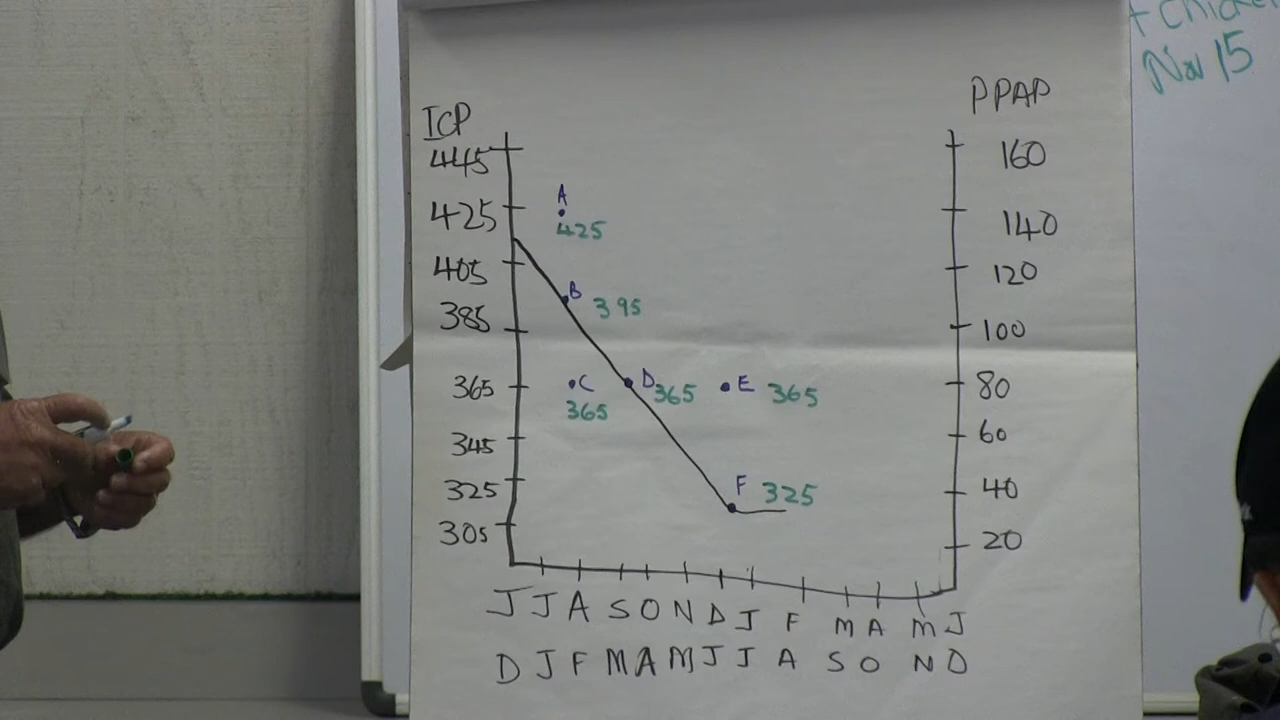 + Chicke
Nov 15
ICP
PPAP
445
160
A
425
425
140
405
120
B 395
385
100
C
D 365
E 365
365
80
365
345
60
F 325
325
40
305
20
J J A S O N D J F M A M J
D J F M A M J J A S O N D